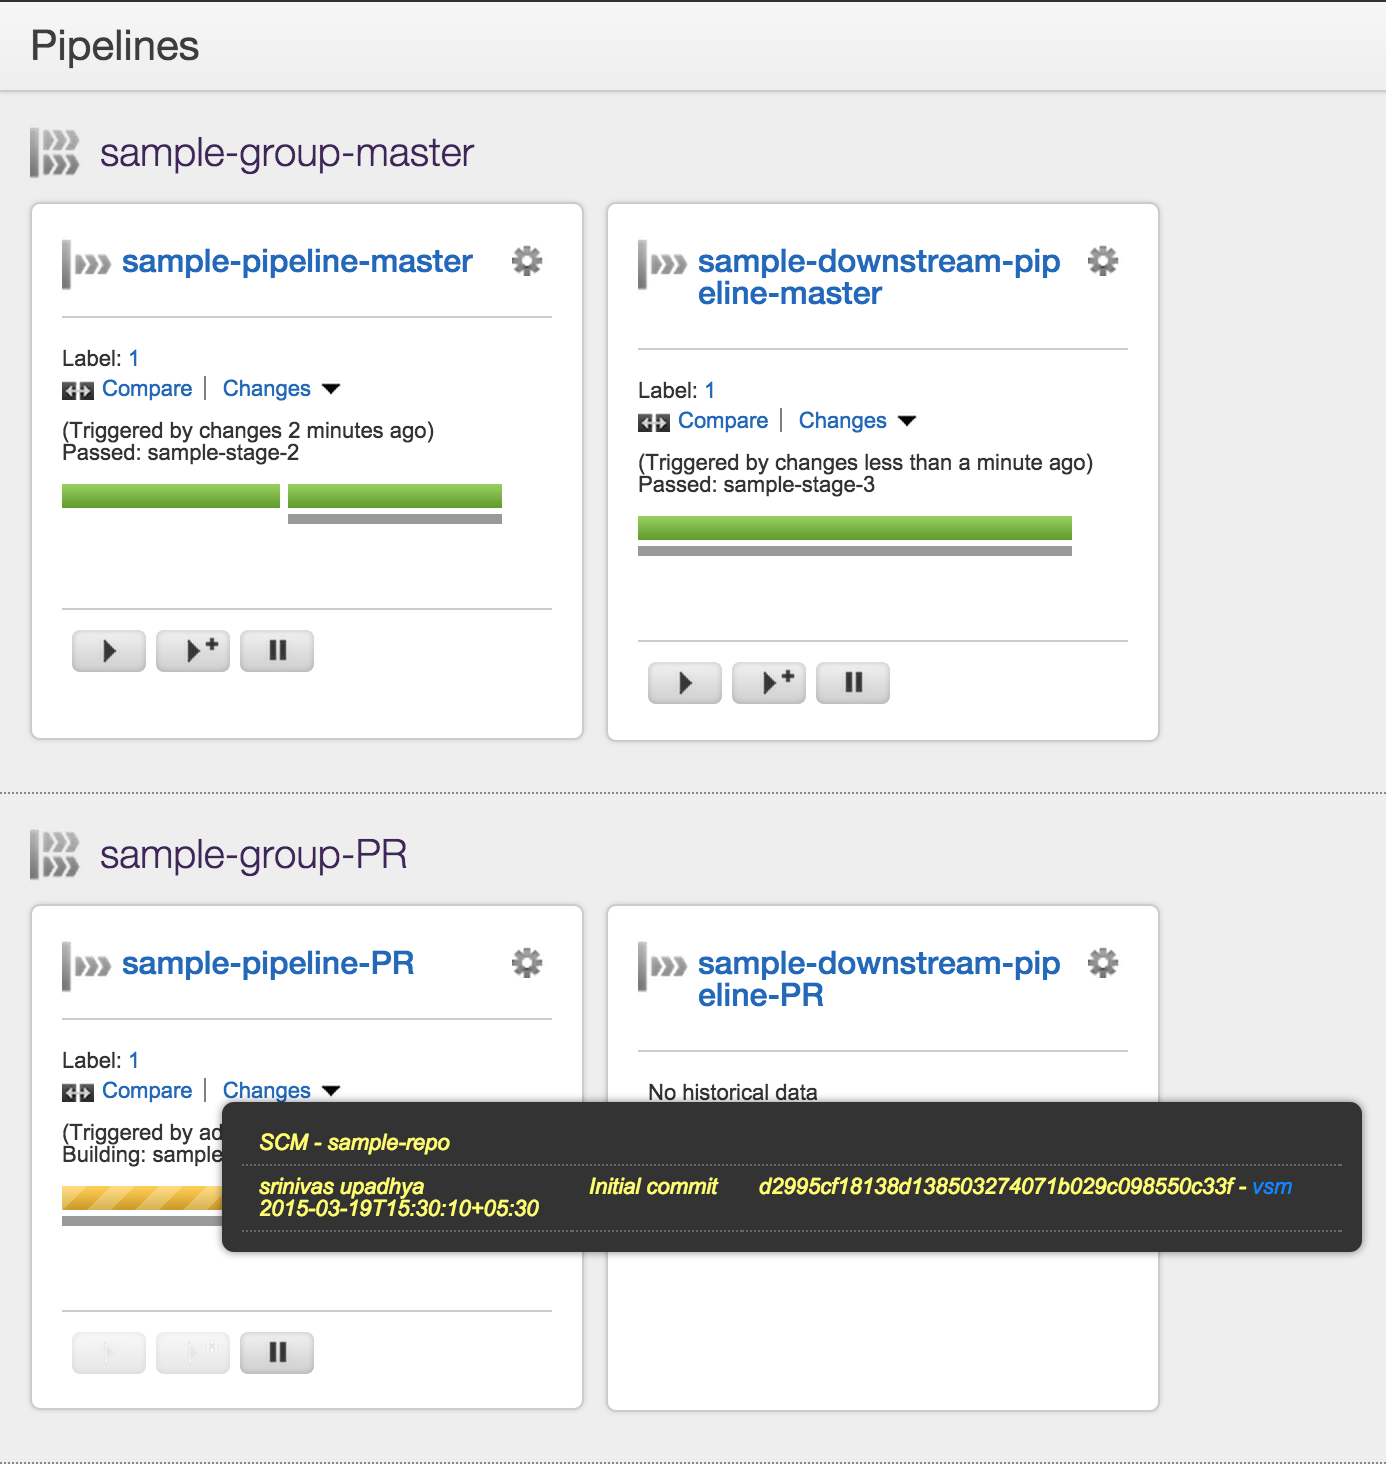 Pipelines
sample-group-master
sample-pipeline-master
Label: 1
Compare | Changes
(Triggered by changes 2 minutes ago)
Passed: sample-stage-2
sample-downstream-pip
eline-master
Label: 1
Compare | Changes
(Triggered by changes less than a minute ago)
Passed: sample-stage-3
sample-group-PR
sample-pipeline-PR
Label: 1
Compare | Changes
(Triggered by ad
Building: sample
sample-downstream-pip
eline-PR
No historical data
SCM - sample-repo
srinivas upadhya
2015-03-19T15:30:10+05:30
Initial commit
d2995cf18138d138503274071b029c098550c33f - vsm